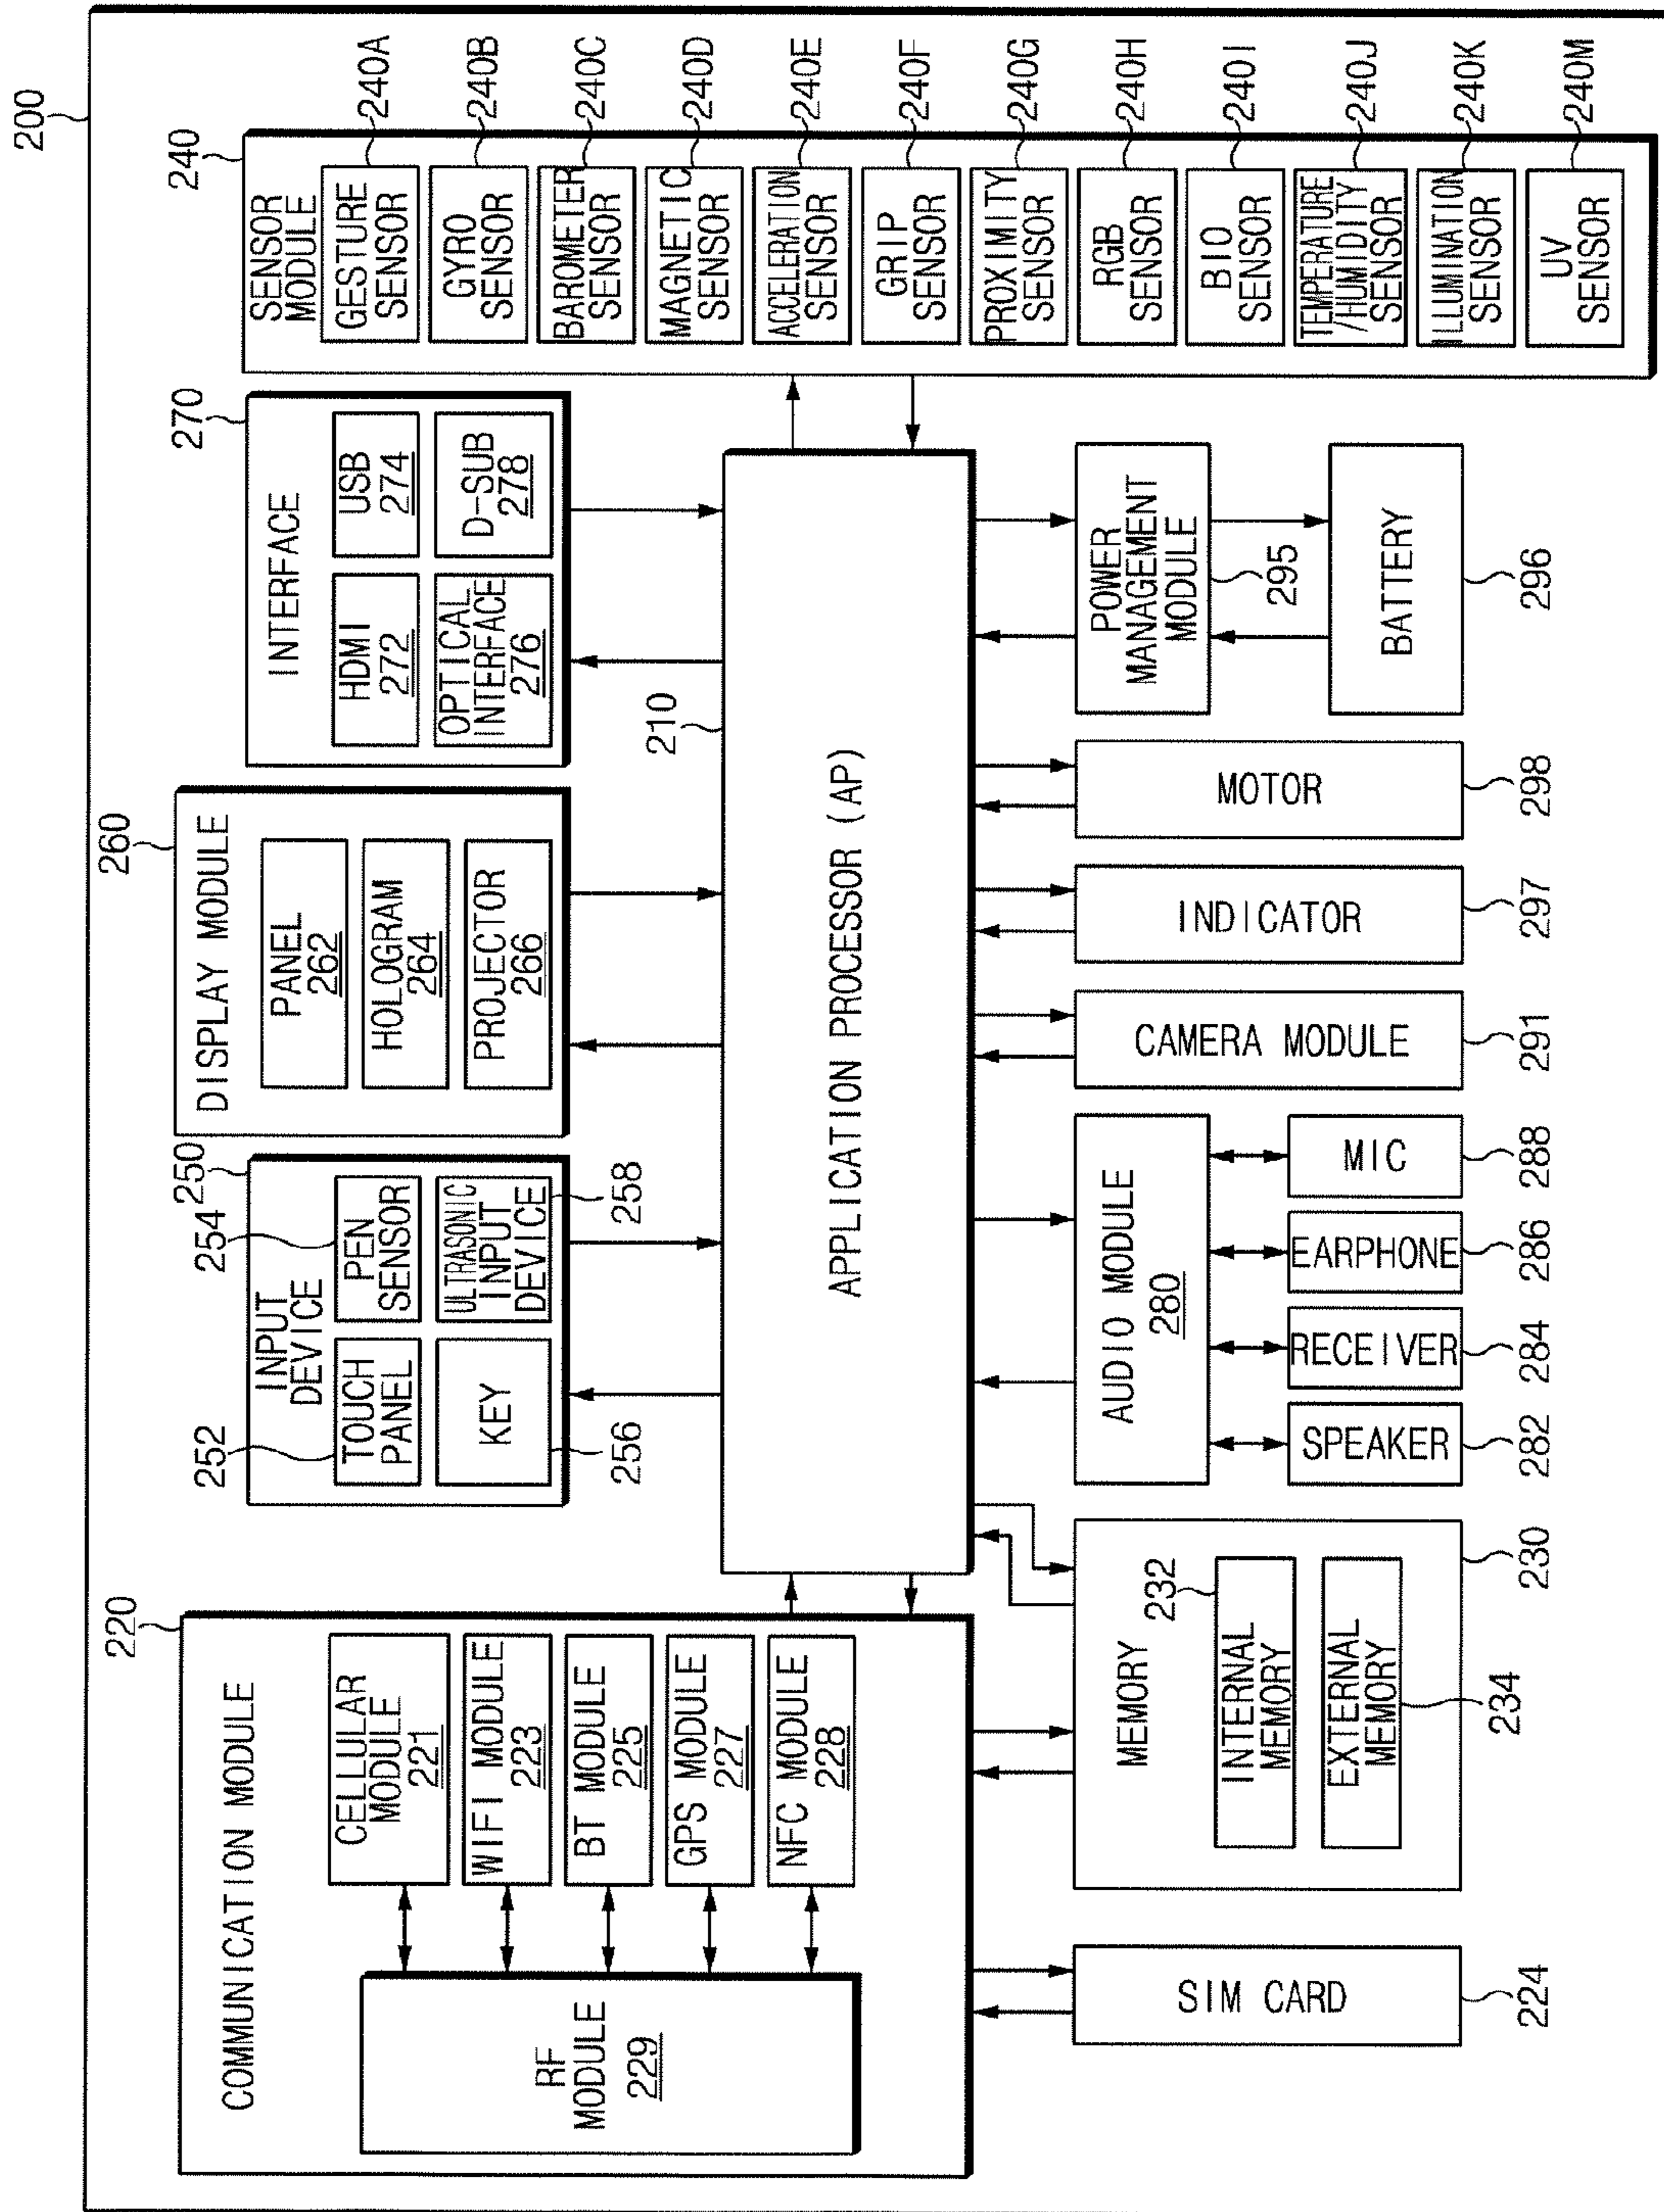 200
220
COMMUNICATION MODULE
RF
MODULE
229
CELLULAR
MODULE
221
WIFI MODULE
223
BT MODULE
225
GPS MODULE
227
NFC MODULE
228
250
INPUT
DEVICE
252
254
TOUCH
PANEL
PEN
SENSOR
KEY
ULTRASONIC
INPUT
DEVICE
256
258
260
DISPLAY MODULE
PANEL
262
HOLOGRAM
264
PROJECTOR
266
270
INTERFACE
HDMI
272
USB
274
OPTICAL
INTERFACE
276
D-SUB
278
240
SENSOR
MODULE
GESTURE
SENSOR
240A
GYRO
SENSOR
240B
BAROMETER
SENSOR
240C
MAGNETIC
SENSOR
240D
ACCELERATION
SENSOR
240E
GRIP
SENSOR
240F
PROXIMITY
SENSOR
240G
RGB
SENSOR
240H
BIO
SENSOR
240I
TEMPERATURE
/HUMIDITY
SENSOR
240J
ILLUMINATION
SENSOR
240K
UV
SENSOR
240M
210
APPLICATION PROCESSOR (AP)
SIM CARD
224
MEMORY
232
INTERNAL
MEMORY
EXTERNAL
MEMORY
234
230
AUDIO MODULE
280
SPEAKER
282
RECEIVER
284
EARPHONE
286
MIC
288
CAMERA MODULE
291
INDICATOR
297
MOTOR
298
POWER
MANAGEMENT
MODULE
295
BATTERY
296